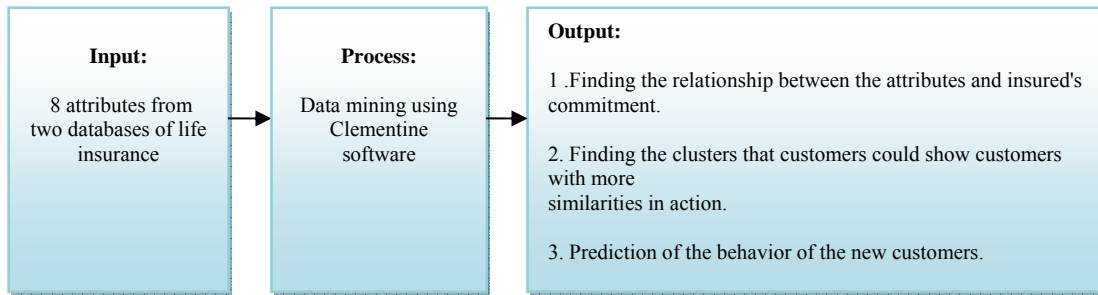 Input:
8 attributes from
two databases of life
insurance
Process:
Data mining using
Clementine
software
Output:
1 .Finding the relationship between the attributes and insured's
commitment.
2. Finding the clusters that customers could show customers
with more
similarities in action.
3. Prediction of the behavior of the new customers.